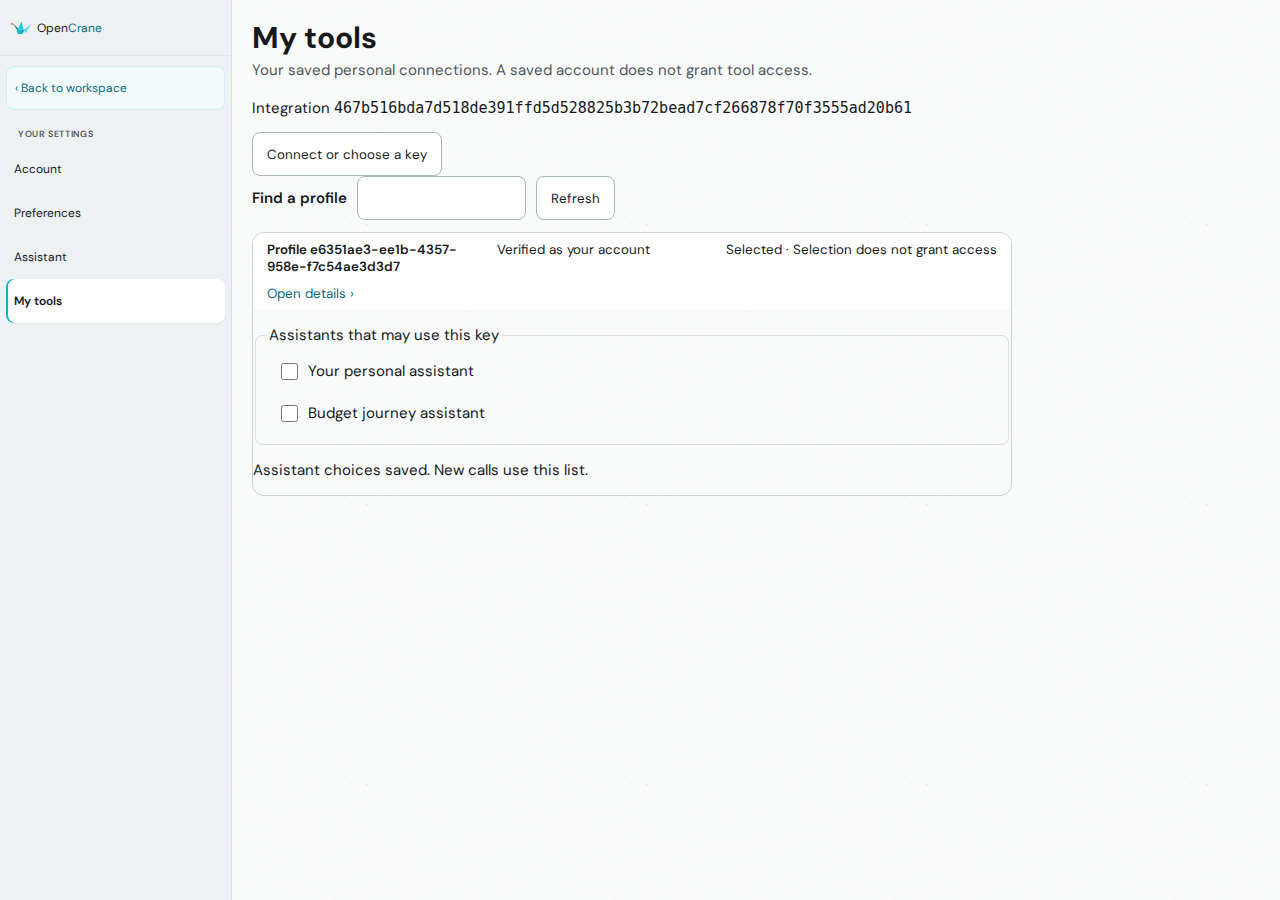 OpenCrane
‹ Back to workspace
YOUR SETTINGS
Account
Preferences
Assistant
My tools
My tools
Your saved personal connections. A saved account does not grant tool access.
Integration 467b516bda7d518de391ffd5d528825b3b72bead7cf266878f70f3555ad20b61
Connect or choose a key
Find a profile
Refresh
Profile e6351ae3-ee1b-4357-
958e-f7c54ae3d3d7
Verified as your account
Selected · Selection does not grant access
Open details ›
Assistants that may use this key
Your personal assistant
Budget journey assistant
Assistant choices saved. New calls use this list.